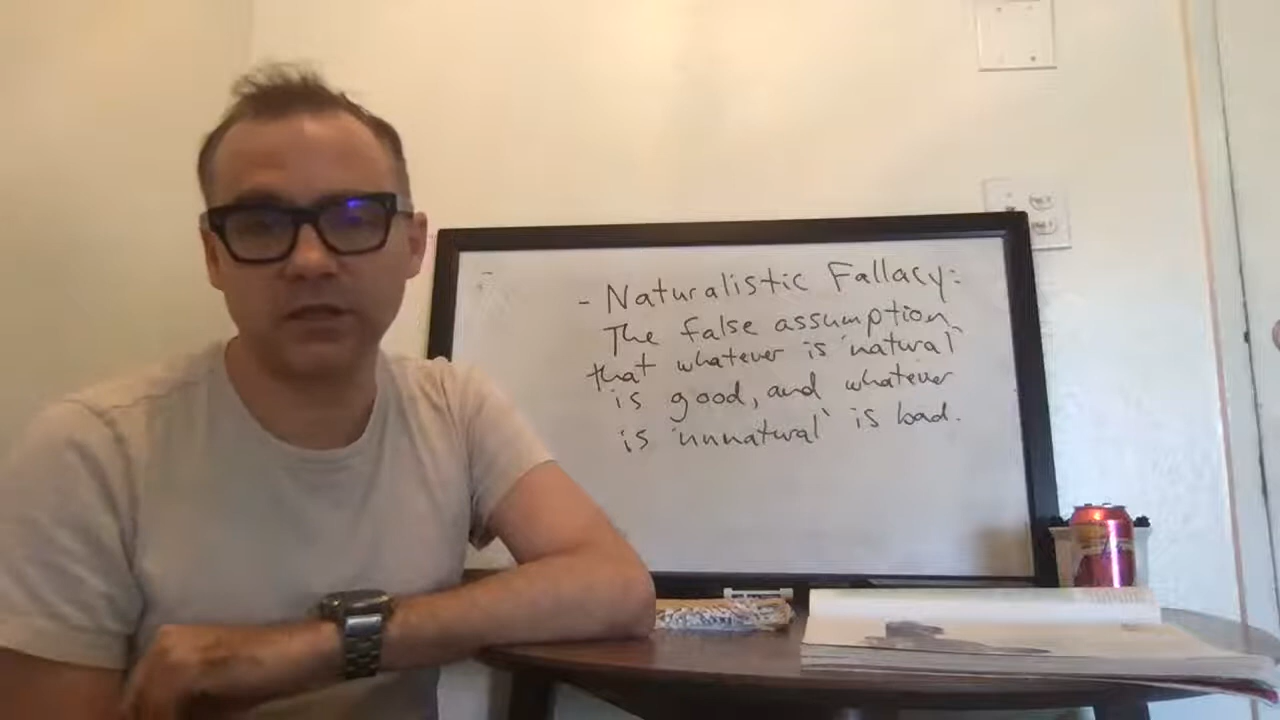 - Naturalistic Fallacy:
The false assumption
that whatever is 'natural'
is good, and whatever
is 'unnatural' is bad.